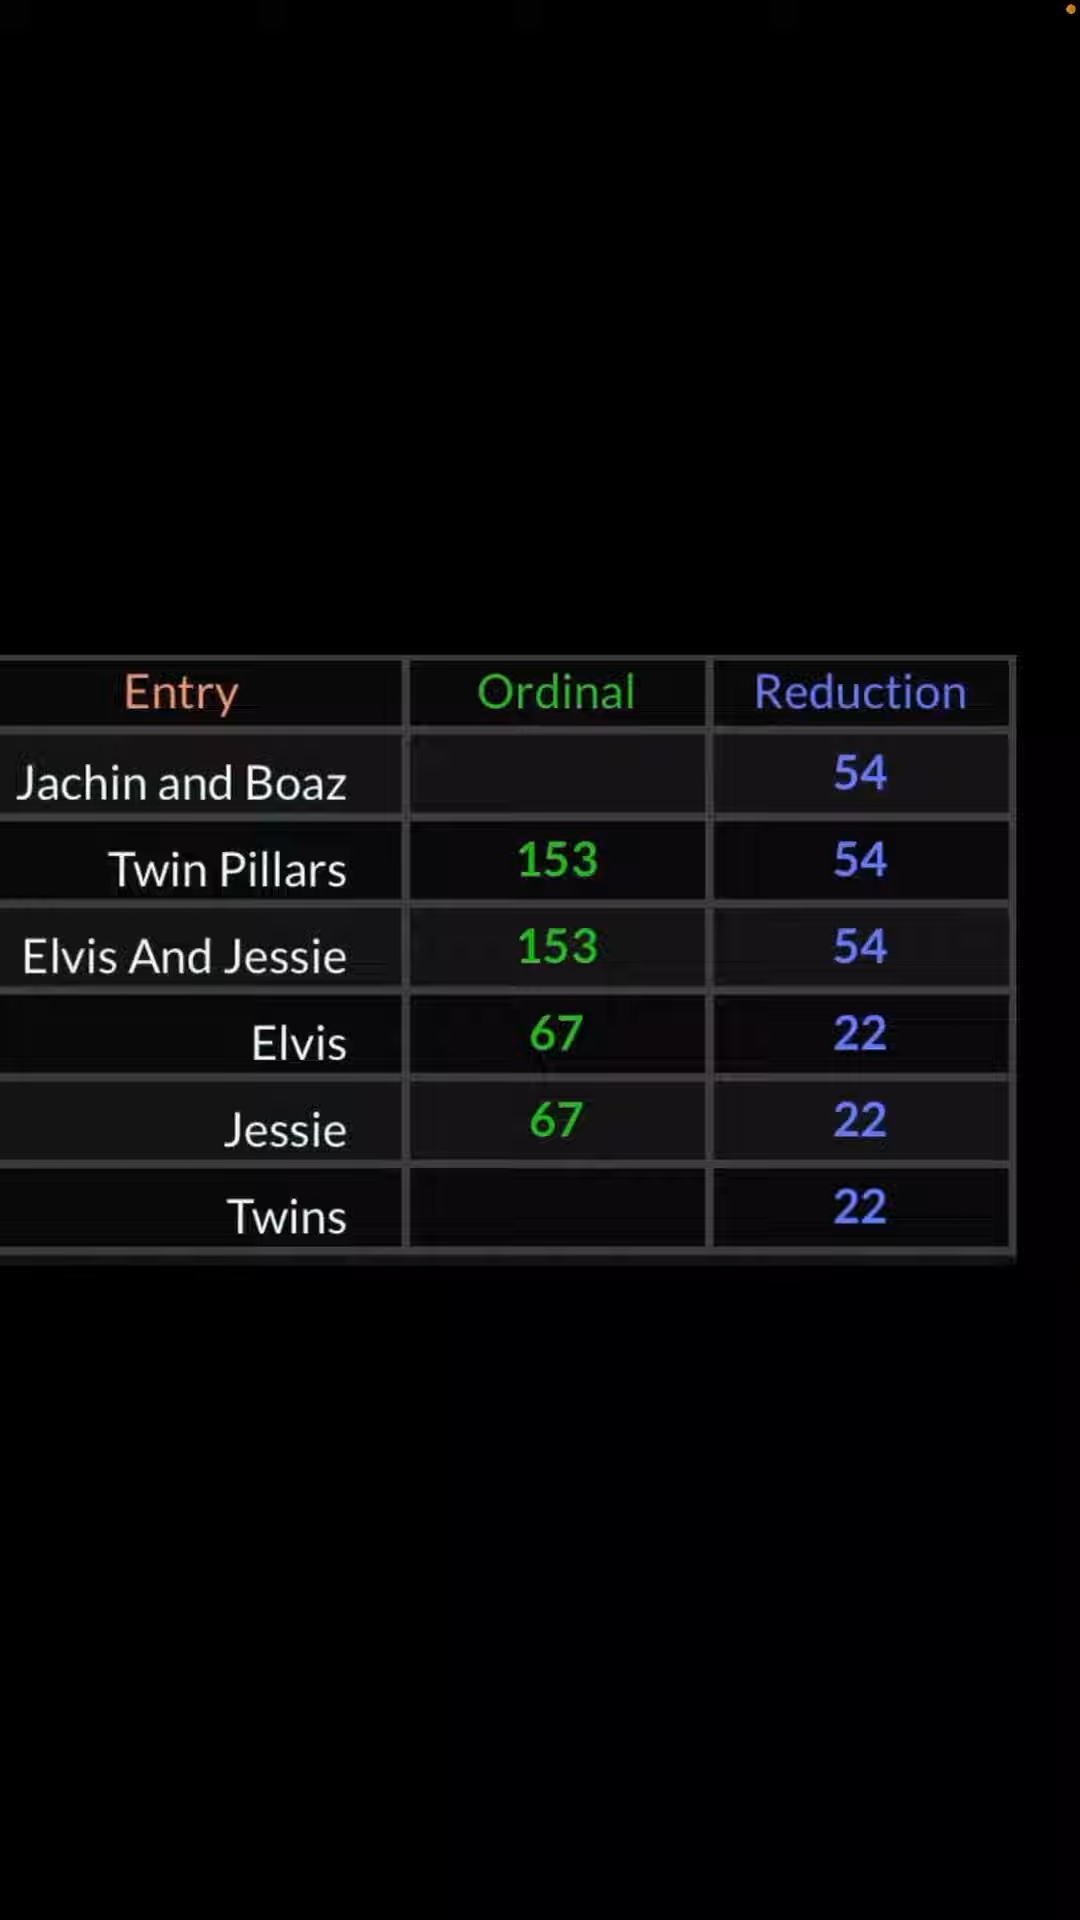 Entry Ordinal Reduction
Jachin and Boaz 54
Twin Pillars 153 54
Elvis And Jessie 153 54
Elvis 67 22
Jessie 67 22
Twins 22